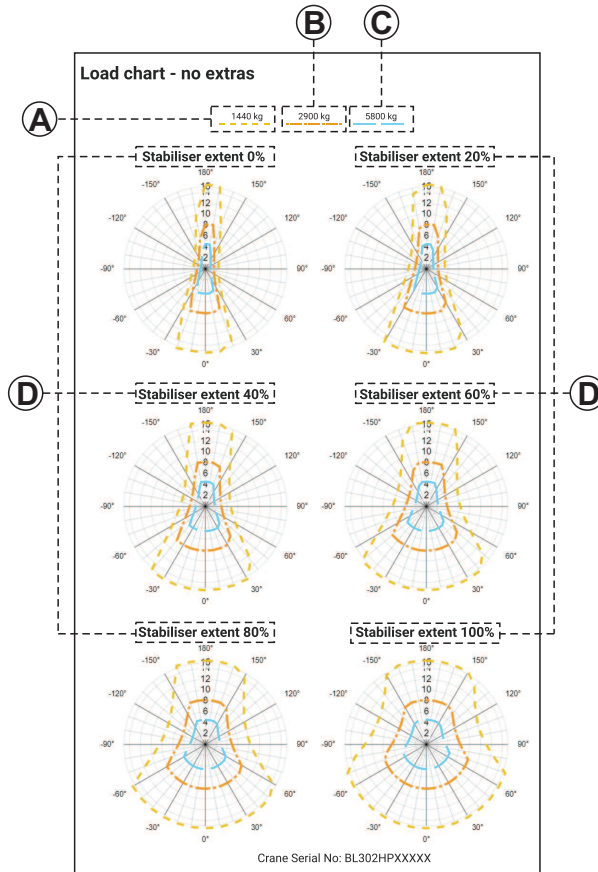 B C
Load chart - no extras
A 1440 kg 2900 kg 5800 kg
Stabiliser extent 0% Stabiliser extent 20%
180° 180°
-150° 150° -150° 150°
-120° 120° -120° 120°
-90° 90° -90° 90°
-60° 60° -60° 60°
-30° 30° -30° 30°
0° 0°
15 12 10 8 6 4 2 15 12 10 8 6 4 2
D D
Stabiliser extent 40% Stabiliser extent 60%
180° 180°
-150° 150° -150° 150°
-120° 120° -120° 120°
-90° 90° -90° 90°
-60° 60° -60° 60°
-30° 30° -30° 30°
0° 0°
15 12 10 8 6 4 2 15 12 10 8 6 4 2
Stabiliser extent 80% Stabiliser extent 100%
180° 180°
-150° 150° -150° 150°
-120° 120° -120° 120°
-90° 90° -90° 90°
-60° 60° -60° 60°
-30° 30° -30° 30°
0° 0°
15 12 10 8 6 4 2 15 12 10 8 6 4 2
Crane Serial No: BL302HPXXXXX